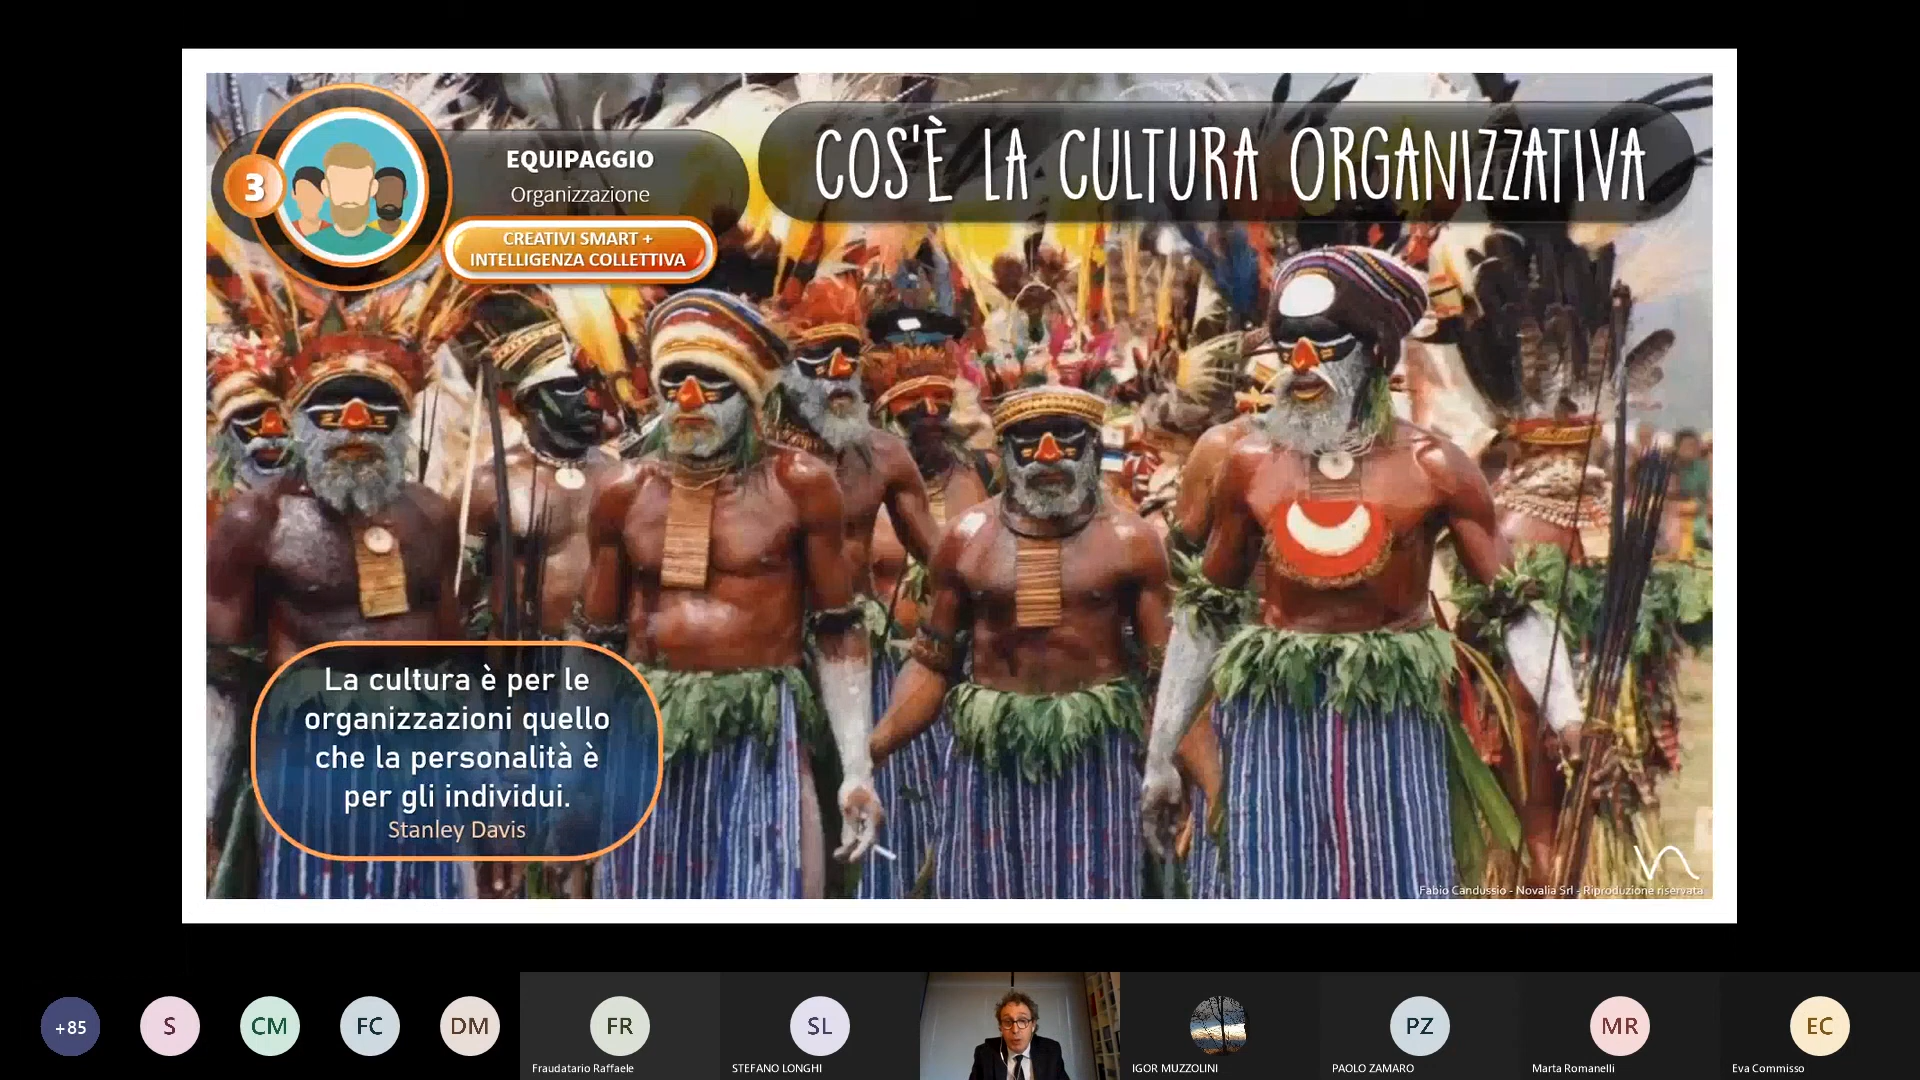 COS'È LA CULTURA ORGANIZZATIVA
3
EQUIPAGGIO
Organizzazione
CREATIVI SMART +
INTELLIGENZA COLLETTIVA
La cultura è per le
organizzazioni quello
che la personalità è
per gli individui.
Stanley Davis
Fabio Candussio - Novalia Srl - Riproduzione riservata
+85
S
CM
FC
DM
FR
Fraudatario Raffaele
SL
STEFANO LONGHI
IGOR MUZZOLINI
PZ
PAOLO ZAMARO
MR
Marta Romanelli
EC
Eva Commisso